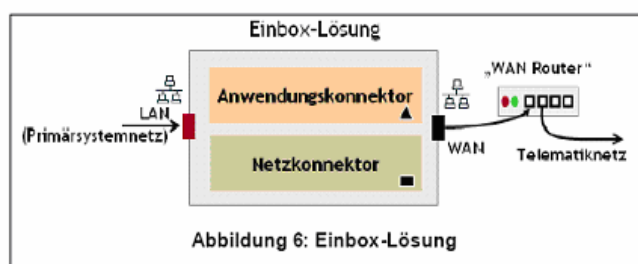 Einbox-Lösung
Anwendungskonnektor
Netzkonnektor
LAN
(Primärsystemnetz)
WAN
„WAN Router“
Telematiknetz
Abbildung 6: Einbox-Lösung